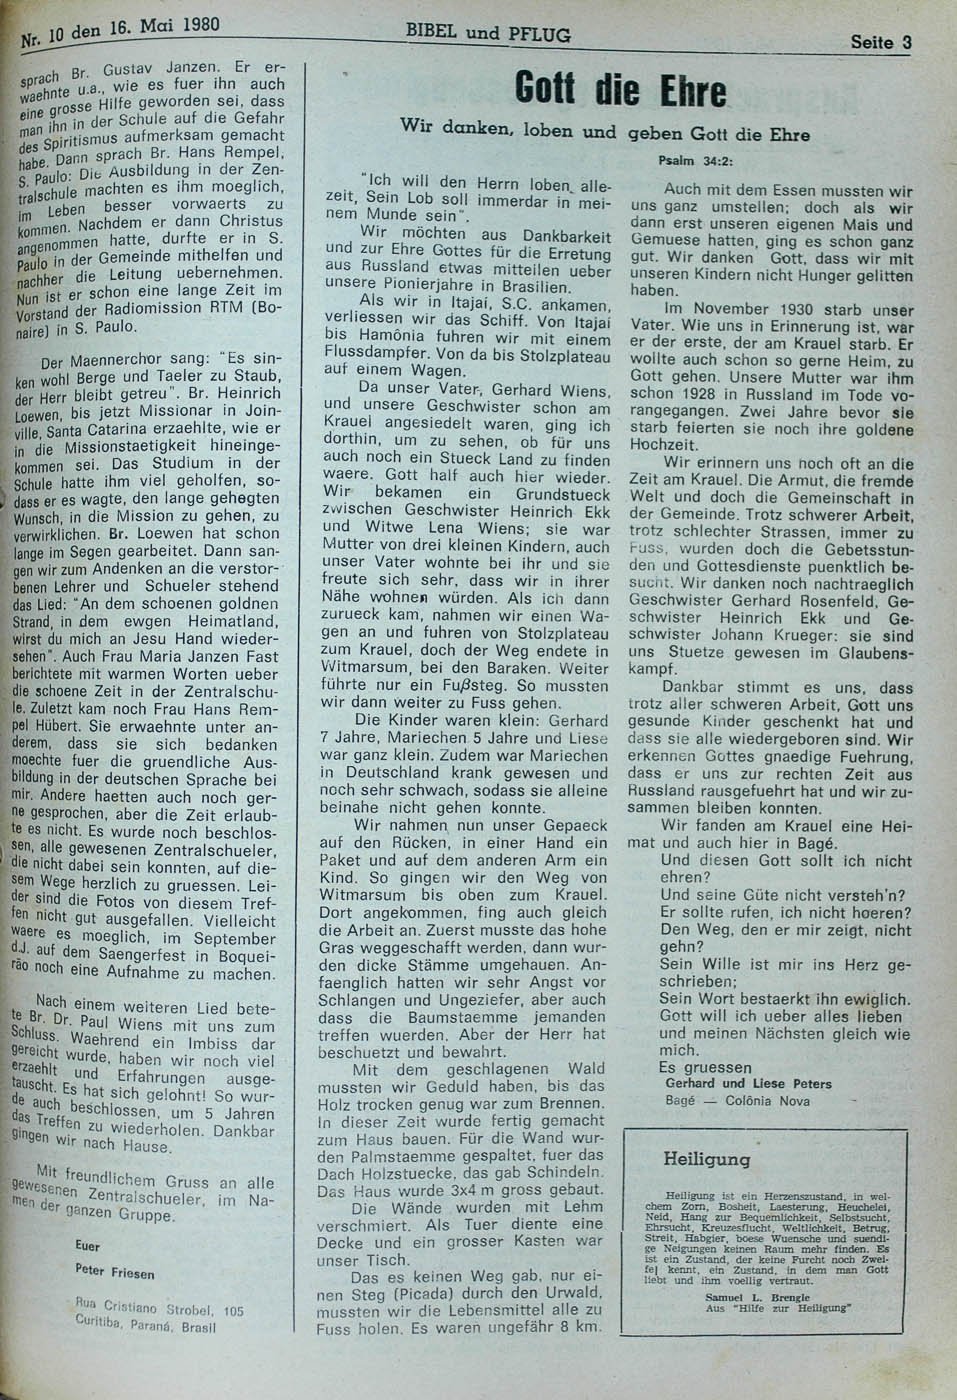 Nr. 10 den 16. Mai 1980
BIBEL und PFLUG
Seite 3
sprach Br. Gustav Janzen. Er er-
waehnte u.a., wie es fuer ihn auch
eine grosse Hilfe geworden sei, dass
man ihn in der Schule auf die Gefahr
des Spiritismus aufmerksam gemacht
habe. Dann sprach Br. Hans Rempel,
S. Paulo: Die Ausbildung in der Zen-
tralschule machten es ihm moeglich,
im Leben besser vorwaerts zu
kommen. Nachdem er dann Christus
angenommen hatte, durfte er in S.
Paulo in der Gemeinde mithelfen und
nachher die Leitung uebernehmen.
Nun ist er schon eine lange Zeit im
Vorstand der Radiomission RTM (Bo-
naire) in S. Paulo.
Der Maennerchor sang: "Es sin-
ken wohl Berge und Taeler zu Staub,
der Herr bleibt getreu". Br. Heinrich
Loewen, bis jetzt Missionar in Join-
ville, Santa Catarina erzaehlte, wie er
in die Missionstaetigkeit hineinge-
kommen sei. Das Studium in der
Schule hatte ihm viel geholfen, so-
dass er es wagte, den lange gehegten
Wunsch, in die Mission zu gehen, zu
verwirklichen. Br. Loewen hat schon
lange im Segen gearbeitet. Dann san-
gen wir zum Andenken an die verstor-
benen Lehrer und Schueler stehend
das Lied: "An dem schoenen goldnen
Strand, in dem ewgen Heimatland,
wirst du mich an Jesu Hand wieder-
sehen". Auch Frau Maria Janzen Fast
berichtete mit warmen Worten ueber
die schoene Zeit in der Zentralschu-
le. Zuletzt kam noch Frau Hans Rem-
pel Hübert. Sie erwaehnte unter an-
derem, dass sie sich bedanken
moechte fuer die gruendliche Aus-
bildung in der deutschen Sprache bei
mir. Andere haetten auch noch ger-
ne gesprochen, aber die Zeit erlaub-
te es nicht. Es wurde noch beschlos-
sen, alle gewesenen Zentralschueler,
die nicht dabei sein konnten, auf die-
sem Wege herzlich zu gruessen. Lei-
der sind die Fotos von diesem Tref-
fen nicht gut ausgefallen. Vielleicht
waere es moeglich, im September
d.J. auf dem Saengerfest in Boquei-
rão noch eine Aufnahme zu machen.
Nach einem weiteren Lied bete-
te Br. Dr. Paul Wiens mit uns zum
Schluss. Waehrend ein Imbiss dar
gereicht wurde, haben wir noch viel
erzaehlt und Erfahrungen ausge-
tauscht. Es hat sich gelohnt! So wur-
de auch beschlossen, um 5 Jahren
das Treffen zu wiederholen. Dankbar
gingen wir nach Hause.
Mit freundlichem Gruss an alle
gewesenen Zentralschueler, im Na-
men der ganzen Gruppe.
Euer
Peter Friesen
Rua Cristiano Strobel, 105
Curitiba, Paraná, Brasil
Gott die Ehre
Wir danken, loben und geben Gott die Ehre
Psalm 34:2:
"Ich will den Herrn loben alle-
zeit, Sein Lob soll immerdar in mei-
nem Munde sein".
Wir möchten aus Dankbarkeit
und zur Ehre Gottes für die Erretung
aus Russland etwas mitteilen ueber
unsere Pionierjahre in Brasilien.
Als wir in Itajaí, S.C. ankamen,
verliessen wir das Schiff. Von Itajaí
bis Hamônia fuhren wir mit einem
Flussdampfer. Von da bis Stolzplateau
auf einem Wagen.
Da unser Vater, Gerhard Wiens,
und unsere Geschwister schon am
Krauel angesiedelt waren, ging ich
dorthin, um zu sehen, ob für uns
auch noch ein Stueck Land zu finden
waere. Gott half auch hier wieder.
Wir bekamen ein Grundstueck
zwischen Geschwister Heinrich Ekk
und Witwe Lena Wiens; sie war
Mutter von drei kleinen Kindern, auch
unser Vater wohnte bei ihr und sie
freute sich sehr, dass wir in ihrer
Nähe wohnen würden. Als ich dann
zurueck kam, nahmen wir einen Wa-
gen an und fuhren von Stolzplateau
zum Krauel, doch der Weg endete in
Witmarsum, bei den Baraken. Weiter
führte nur ein Fußsteg. So mussten
wir dann weiter zu Fuss gehen.
Die Kinder waren klein: Gerhard
7 Jahre, Mariechen 5 Jahre und Liese
war ganz klein. Zudem war Mariechen
in Deutschland krank gewesen und
noch sehr schwach, sodass sie alleine
beinahe nicht gehen konnte.
Wir nahmen nun unser Gepaeck
auf den Rücken, in einer Hand ein
Paket und auf dem anderen Arm ein
Kind. So gingen wir den Weg von
Witmarsum bis oben zum Krauel.
Dort angekommen, fing auch gleich
die Arbeit an. Zuerst musste das hohe
Gras weggeschafft werden, dann wur-
den dicke Stämme umgehauen. An-
faenglich hatten wir sehr Angst vor
Schlangen und Ungeziefer, aber auch
dass die Baumstaemme jemanden
treffen wuerden. Aber der Herr hat
beschuetzt und bewahrt.
Mit dem geschlagenen Wald
mussten wir Geduld haben, bis das
Holz trocken genug war zum Brennen.
In dieser Zeit wurde fertig gemacht
zum Haus bauen. Für die Wand wur-
den Palmstaemme gespaltet, fuer das
Dach Holzstuecke, das gab Schindeln.
Das Haus wurde 3x4 m gross gebaut.
Die Wände wurden mit Lehm
verschmiert. Als Tuer diente eine
Decke und ein grosser Kasten war
unser Tisch.
Das es keinen Weg gab, nur ei-
nen Steg (Picada) durch den Urwald,
mussten wir die Lebensmittel alle zu
Fuss holen. Es waren ungefähr 8 km.
Auch mit dem Essen mussten wir
uns ganz umstellen; doch als wir
dann erst unseren eigenen Mais und
Gemuese hatten, ging es schon ganz
gut. Wir danken Gott, dass wir mit
unseren Kindern nicht Hunger gelitten
haben.
Im November 1930 starb unser
Vater. Wie uns in Erinnerung ist, war
er der erste, der am Krauel starb. Er
wollte auch schon so gerne Heim, zu
Gott gehen. Unsere Mutter war ihm
schon 1928 in Russland im Tode vo-
rangegangen. Zwei Jahre bevor sie
starb feierten sie noch ihre goldene
Hochzeit.
Wir erinnern uns noch oft an die
Zeit am Krauel. Die Armut, die fremde
Welt und doch die Gemeinschaft in
der Gemeinde. Trotz schwerer Arbeit,
trotz schlechter Strassen, immer zu
Fuss, wurden doch die Gebetsstun-
den und Gottesdienste puenktlich be-
sucht. Wir danken noch nachtraeglich
Geschwister Gerhard Rosenfeld, Ge-
schwister Heinrich Ekk und Ge-
schwister Johann Krueger: sie sind
uns Stuetze gewesen im Glaubens-
kampf.
Dankbar stimmt es uns, dass
trotz aller schweren Arbeit, Gott uns
gesunde Kinder geschenkt hat und
dass sie alle wiedergeboren sind. Wir
erkennen Gottes gnaedige Fuehrung,
dass er uns zur rechten Zeit aus
Russland rausgefuehrt hat und wir zu-
sammen bleiben konnten.
Wir fanden am Krauel eine Hei-
mat und auch hier in Bagé.
Und diesen Gott sollt ich nicht
ehren?
Und seine Güte nicht versteh'n?
Er sollte rufen, ich nicht hoeren?
Den Weg, den er mir zeigt, nicht
gehn?
Sein Wille ist mir ins Herz ge-
schrieben;
Sein Wort bestaerkt ihn ewiglich.
Gott will ich ueber alles lieben
und meinen Nächsten gleich wie
mich.
Es gruessen
Gerhard und Liese Peters
Bagé — Colônia Nova
Heiligung
Heiligung ist ein Herzenszustand, in wel-
chem Zorn, Bosheit, Laesterung, Heuchelei,
Neid, Hang zur Bequemlichkeit, Selbstsucht,
Ehrsucht, Kreuzesflucht, Weltlichkeit, Betrug,
Streit, Habgier, boese Wuensche und suendi-
ge Neigungen keinen Raum mehr finden. Es
ist ein Zustand, der keine Furcht noch Zwei-
fel kennt, ein Zustand, in dem man Gott
liebt und ihm voellig vertraut.
Samuel L. Brengle
Aus "Hilfe zur Heiligung"